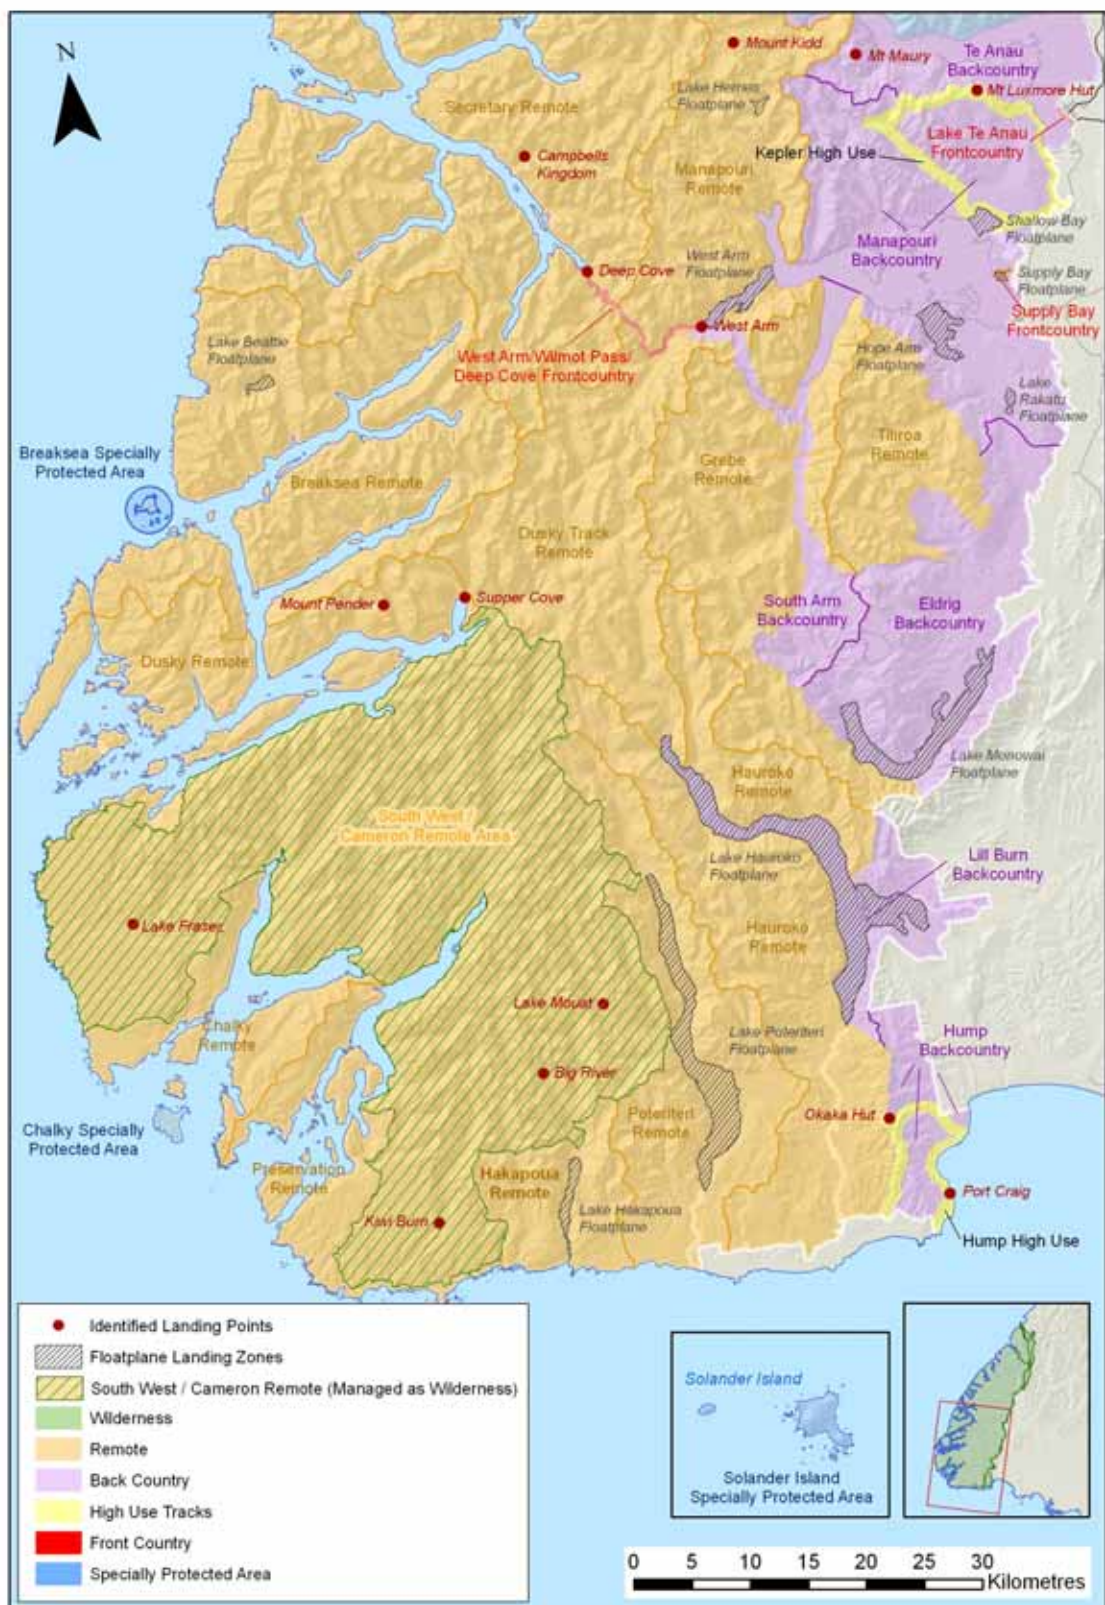 N
Mount Kidd
Mt Maury
Te Anau
Backcountry
Mt Luxmore Hut
Secretary Remote
Lake Herries
Floatplane
Lake Te Anau
Frontcountry
Kepler High Use
Campbells
Kingdom
Manapouri
Remote
Shallow Bay
Floatplane
Manapouri
Backcountry
West Arm
Floatplane
Deep Cove
Supply Bay
Floatplane
Supply Bay
Frontcountry
West Arm
Lake Beattie
Floatplane
West Arm/Wilmot Pass/
Deep Cove Frontcountry
Hope Arm
Floatplane
Lake
Rakatu
Floatplane
Titiroa
Remote
Breaksea Specially
Protected Area
Breaksea Remote
Grebe
Remote
Dusky Track
Remote
Mount Pender
Supper Cove
South Arm
Backcountry
Eldrig
Backcountry
Dusky Remote
Lake Monowai
Floatplane
Hauroko
Remote
South West /
Cameron Remote Area
Lake Hauroko
Floatplane
Lill Burn
Backcountry
Lake Fraser
Hauroko
Remote
Lake Mouat
Chalky
Remote
Lake Poteriteri
Floatplane
Hump
Backcountry
Big River
Okaka Hut
Poteriteri
Remote
Chalky Specially
Protected Area
Preservation
Remote
Hakapoua
Remote
Port Craig
Kiwi Burn
Lake Hakapoua
Floatplane
Hump High Use
Identified Landing Points
Floatplane Landing Zones
South West / Cameron Remote (Managed as Wilderness)
Wilderness
Remote
Back Country
High Use Tracks
Front Country
Specially Protected Area
Solander Island
Solander Island
Specially Protected Area
0 5 10 15 20 25 30
Kilometres